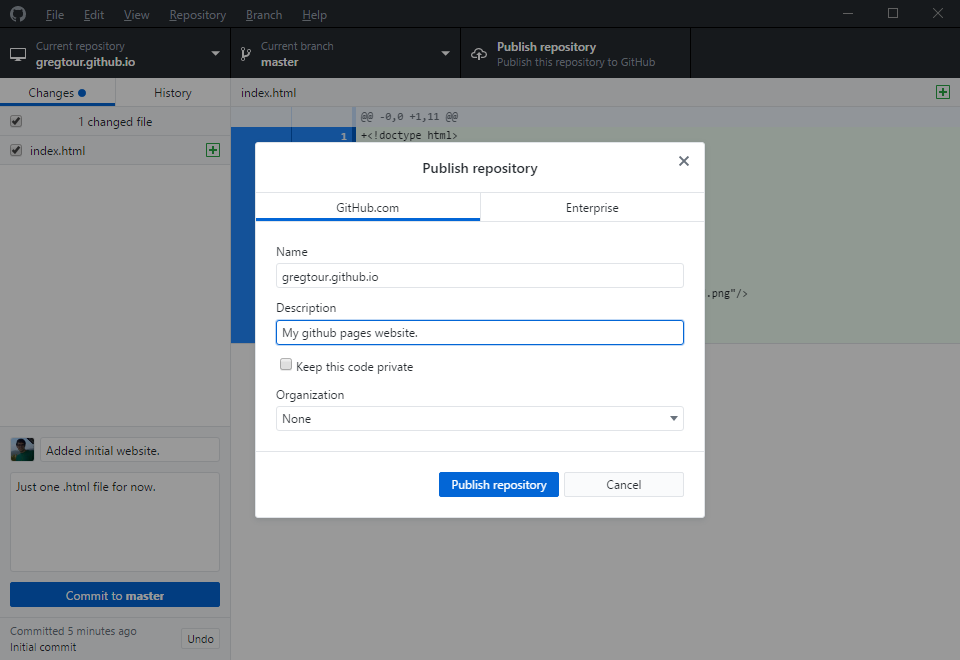 File Edit View Repository Branch Help
Current repository
gregtour.github.io
Current branch
master
Publish repository
Publish this repository to GitHub
Changes History
1 changed file
index.html
index.html
@@ -0,0 +1,11 @@
1 +<!doctype html>
.png"/>
Publish repository
GitHub.com Enterprise
Name
gregtour.github.io
Description
My github pages website.
Keep this code private
Organization
None
Publish repository Cancel
Added initial website.
Just one .html file for now.
Commit to master
Committed 5 minutes ago
Initial commit
Undo